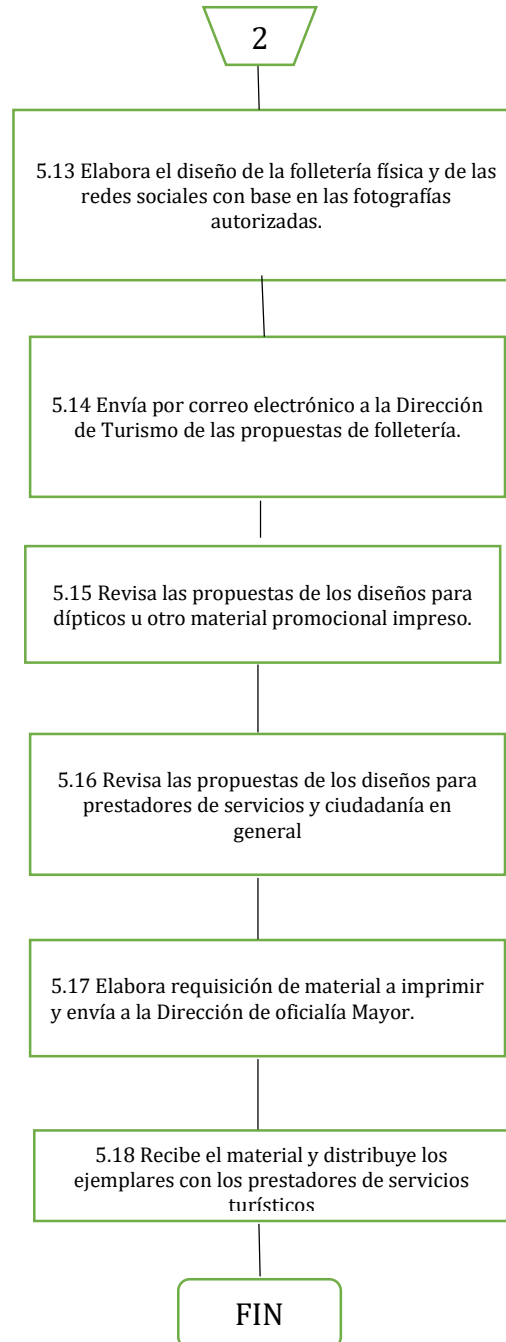 2
5.13 Elabora el diseño de la folletería física y de las
redes sociales con base en las fotografías
autorizadas.
5.14 Envía por correo electrónico a la Dirección
de Turismo de las propuestas de folletería.
5.15 Revisa las propuestas de los diseños para
dípticos u otro material promocional impreso.
5.16 Revisa las propuestas de los diseños para
prestadores de servicios y ciudadanía en
general
5.17 Elabora requisición de material a imprimir
y envía a la Dirección de oficialía Mayor.
5.18 Recibe el material y distribuye los
ejemplares con los prestadores de servicios
turísticos
FIN